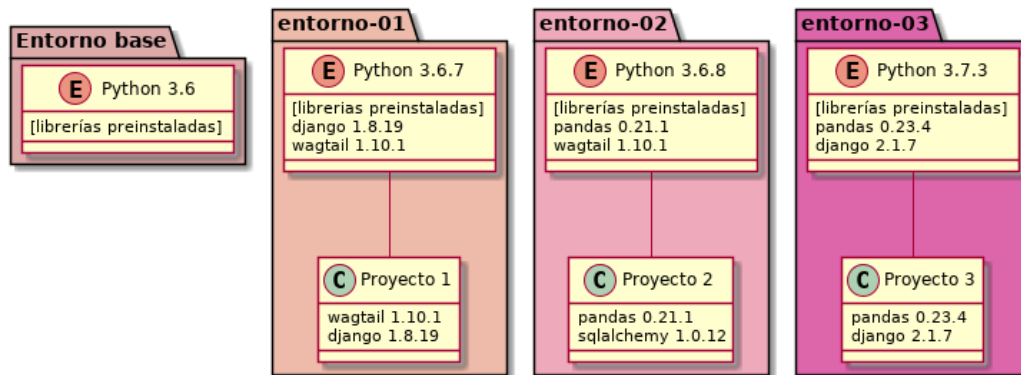 Entorno base
E Python 3.6
[librerías preinstaladas]
entorno-01
E Python 3.6.7
[librerias preinstaladas]
django 1.8.19
wagtail 1.10.1
C Proyecto 1
wagtail 1.10.1
django 1.8.19
entorno-02
E Python 3.6.8
[librerías preinstaladas]
pandas 0.21.1
wagtail 1.10.1
C Proyecto 2
pandas 0.21.1
sqlalchemy 1.0.12
entorno-03
E Python 3.7.3
[librerías preinstaladas]
pandas 0.23.4
django 2.1.7
C Proyecto 3
pandas 0.23.4
django 2.1.7